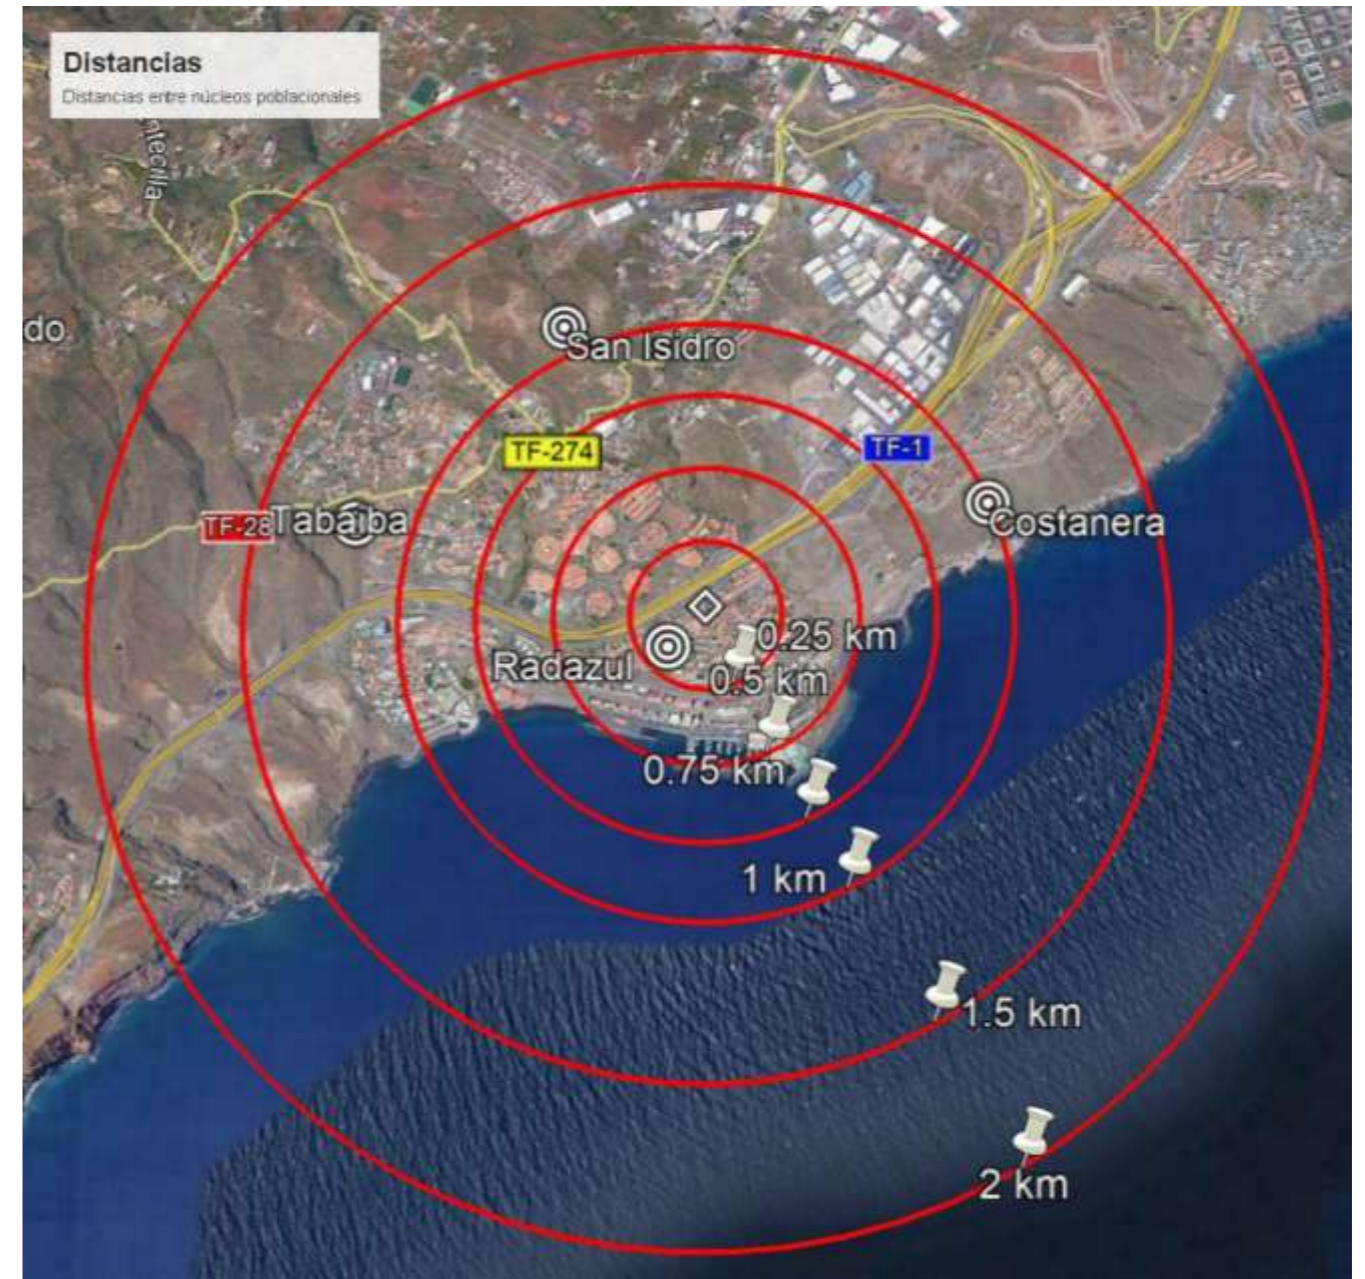 Distancias
Distancias entre núcleos poblacionales
do
San Isidro
TF-274
TF-1
TF-28
Tabaiba
Costanera
0.25 km
Radazul
0.5 km
0.75 km
1 km
1.5 km
2 km